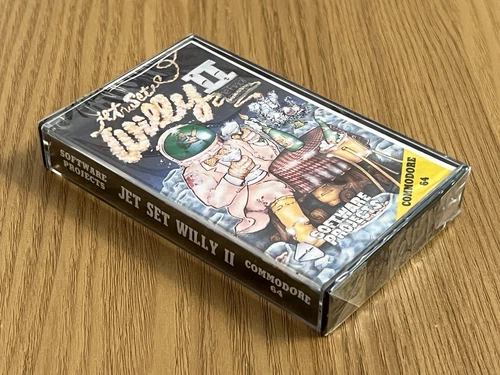 Jet Set
Willy II
COMMODORE
64
SOFTWARE
PROJECTS
SOFTWARE
PROJECTS
JET SET WILLY II
COMMODORE
64